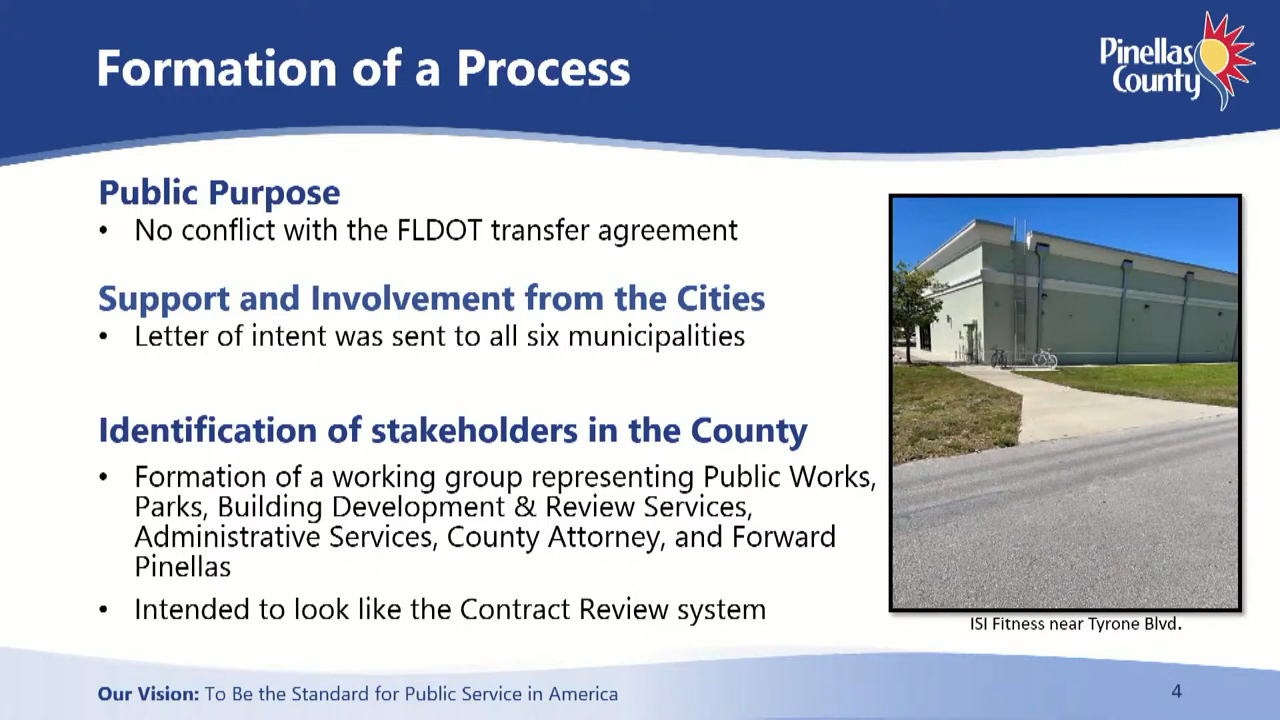 Formation of a Process
Pinellas
County
Public Purpose
• No conflict with the FLDOT transfer agreement
Support and Involvement from the Cities
• Letter of intent was sent to all six municipalities
Identification of stakeholders in the County
• Formation of a working group representing Public Works,
Parks, Building Development & Review Services,
Administrative Services, County Attorney, and Forward
Pinellas
• Intended to look like the Contract Review system
ISI Fitness near Tyrone Blvd.
Our Vision: To Be the Standard for Public Service in America
4